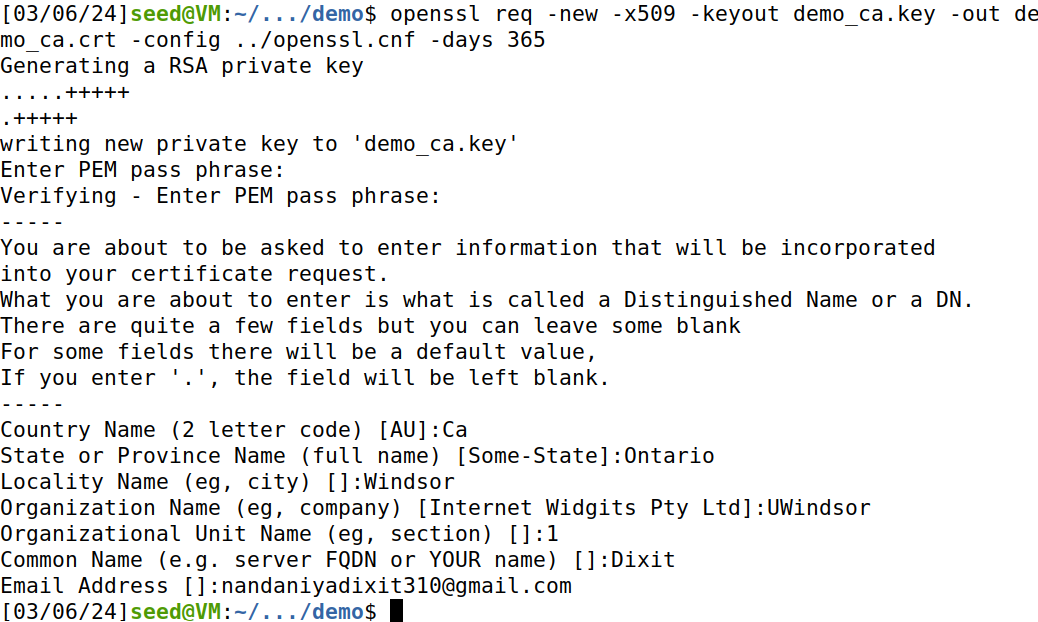 [03/06/24]seed@VM:~/.../demo$ openssl req -new -x509 -keyout demo_ca.key -out de
mo_ca.crt -config ../openssl.cnf -days 365
Generating a RSA private key
.....+++++
.+++++
writing new private key to 'demo_ca.key'
Enter PEM pass phrase:
Verifying - Enter PEM pass phrase:
-----
You are about to be asked to enter information that will be incorporated
into your certificate request.
What you are about to enter is what is called a Distinguished Name or a DN.
There are quite a few fields but you can leave some blank
For some fields there will be a default value,
If you enter '.', the field will be left blank.
-----
Country Name (2 letter code) [AU]:Ca
State or Province Name (full name) [Some-State]:Ontario
Locality Name (eg, city) []:Windsor
Organization Name (eg, company) [Internet Widgits Pty Ltd]:UWindsor
Organizational Unit Name (eg, section) []:1
Common Name (e.g. server FQDN or YOUR name) []:Dixit
Email Address []:nandaniyadixit310@gmail.com
[03/06/24]seed@VM:~/.../demo$